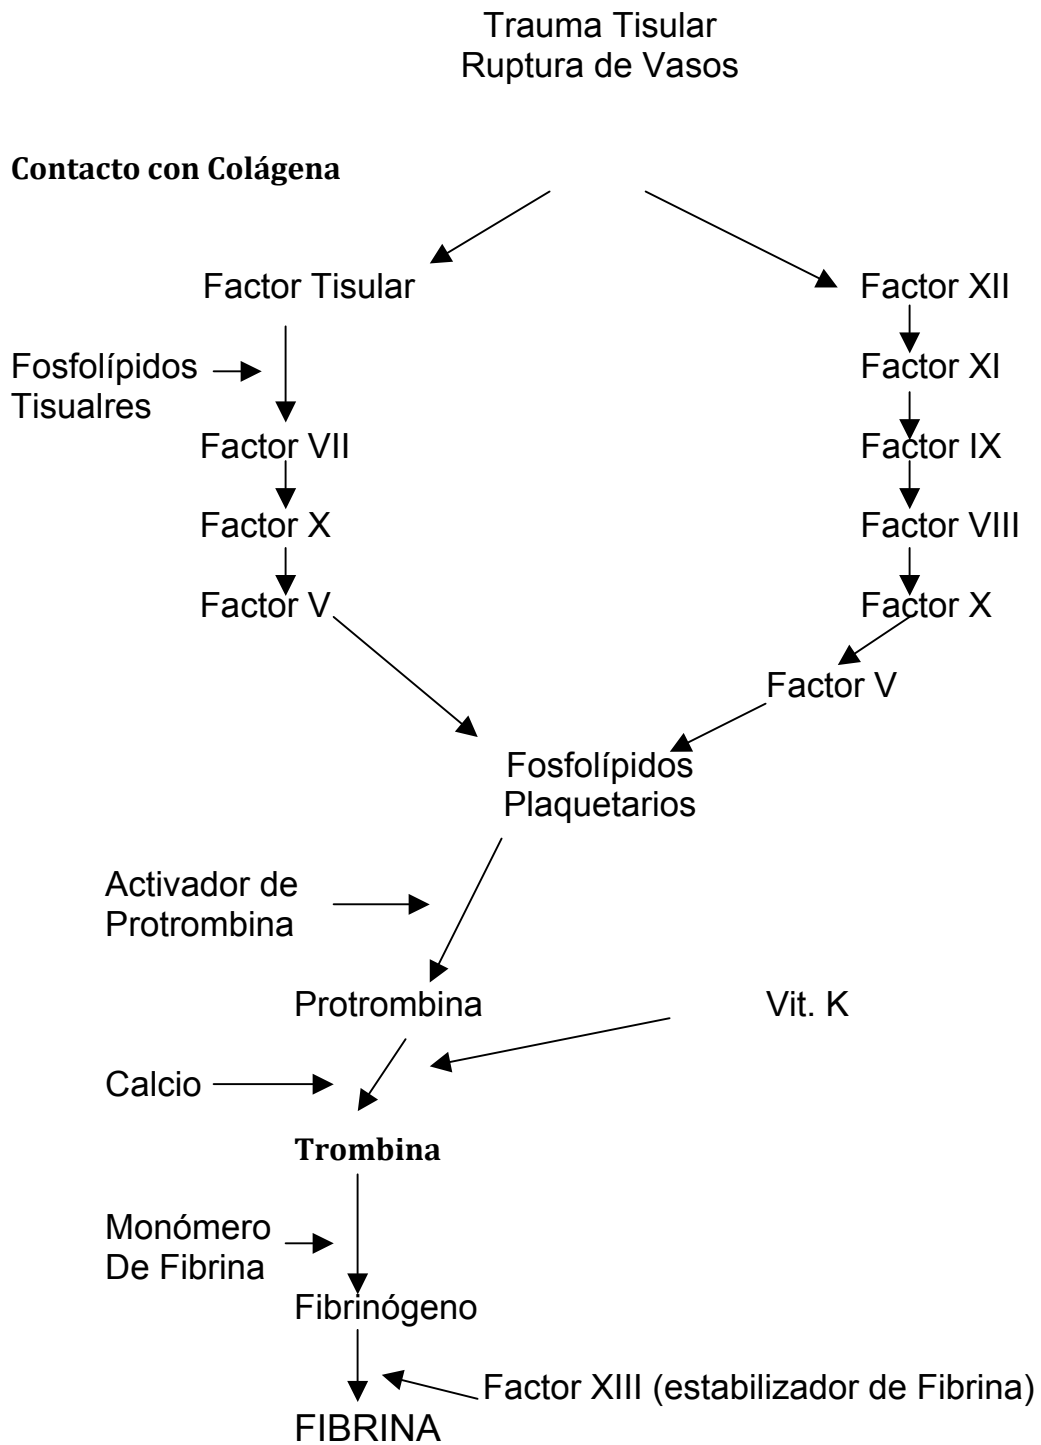 Trauma Tisular
Ruptura de Vasos
Contacto con Colágena
Factor Tisular
Factor XII
Fosfolípidos
Tisualres
Factor XI
Factor VII
Factor IX
Factor X
Factor VIII
Factor V
Factor X
Factor V
Fosfolípidos
Plaquetarios
Activador de
Protrombina
Protrombina
Vit. K
Calcio
Trombina
Monómero
De Fibrina
Fibrinógeno
Factor XIII (estabilizador de Fibrina)
FIBRINA